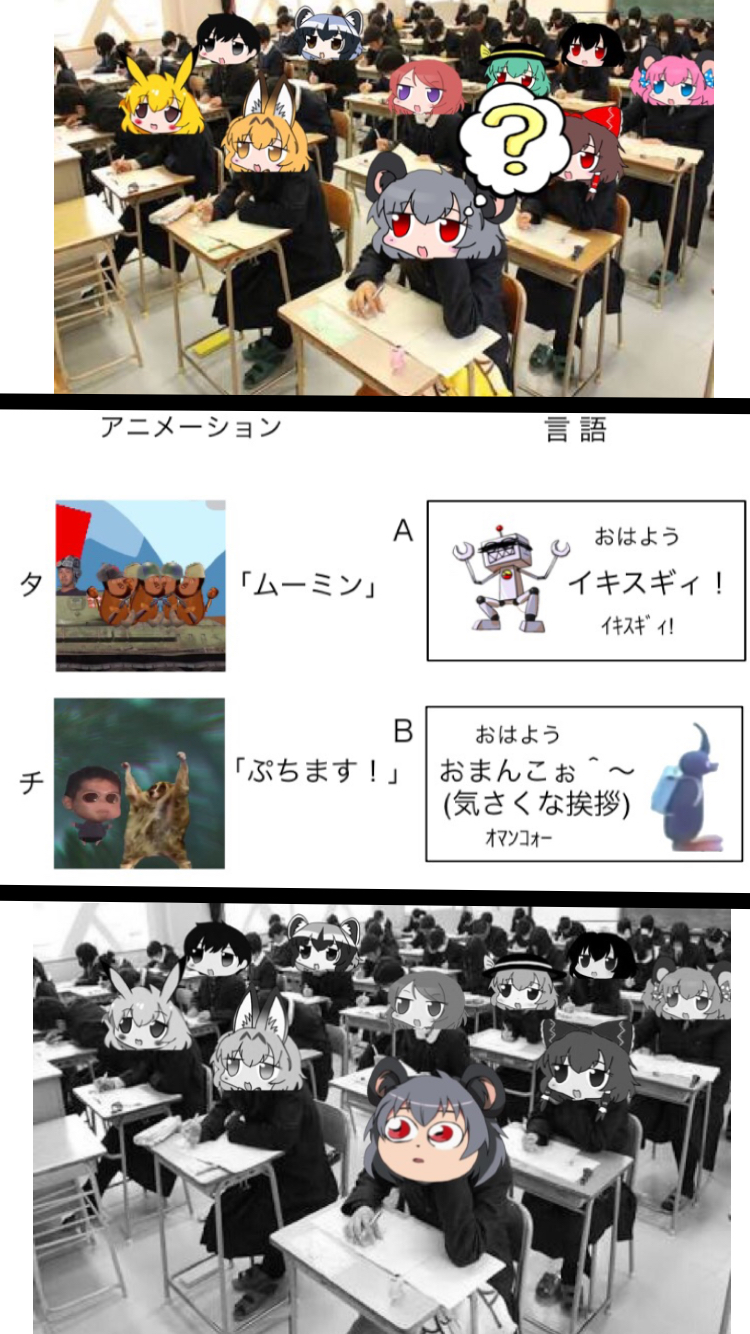 ?
アニメーション
言語
タ
「ムーミン」
A
おはよう
イキスギィ！
ｲｷｽｷﾞｨ!
チ
「ぷちます！」
B
おはよう
おまんこぉ＾～
(気さくな挨拶)
ｵﾏﾝｺｫｰ